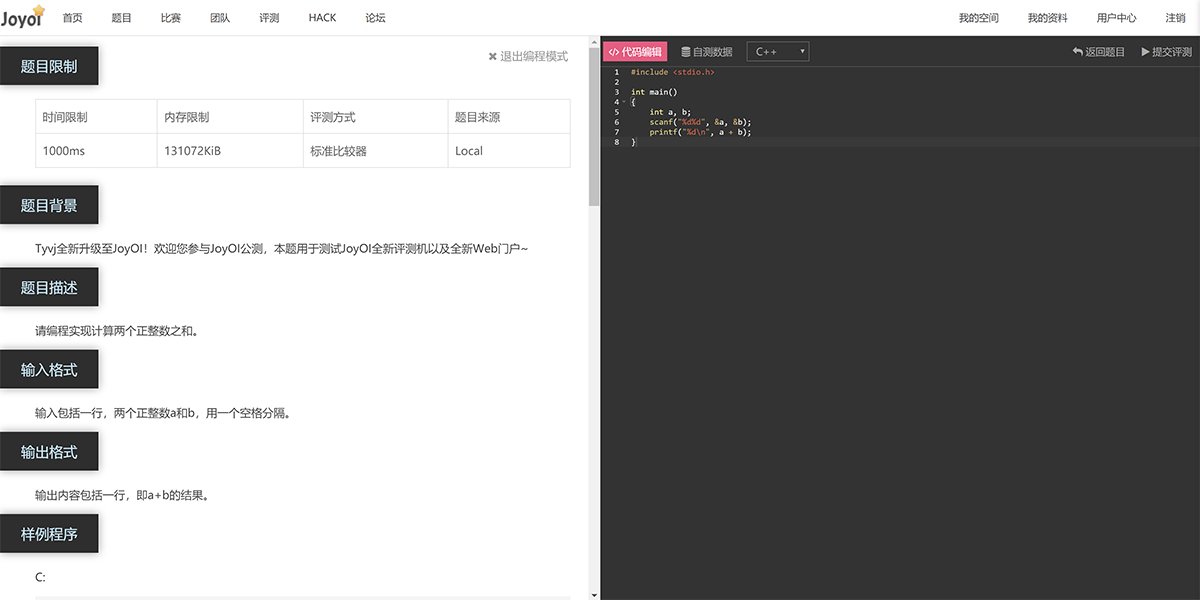 JoyoI 首页 题目 比赛 团队 评测 HACK 论坛 我的空间 我的资料 用户中心 注销
题目限制
退出编程模式
时间限制 内存限制 评测方式 题目来源
1000ms 131072KiB 标准比较器 Local
题目背景
Tyvj全新升级至JoyOI！欢迎您参与JoyOI公测，本题用于测试JoyOI全新评测机以及全新Web门户~
题目描述
请编程实现计算两个正整数之和。
输入格式
输入包括一行，两个正整数a和b，用一个空格分隔。
输出格式
输出内容包括一行，即a+b的结果。
样例程序
C:
</> 代码编辑 自测数据 C++ 返回题目 提交评测
1 #include <stdio.h>
2
3 int main()
4 {
5 int a, b;
6 scanf("%d%d", &a, &b);
7 printf("%d\n", a + b);
8 }